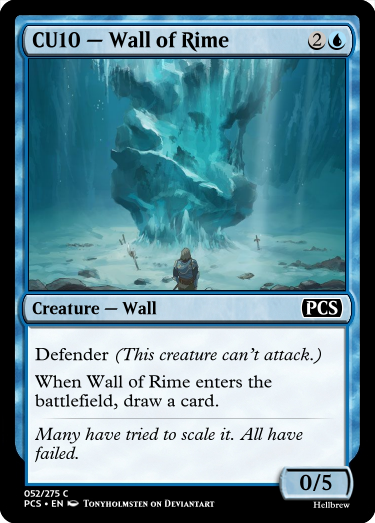 CU10 — Wall of Rime 2
Creature — Wall PCS
Defender (This creature can't attack.)
When Wall of Rime enters the
battlefield, draw a card.
Many have tried to scale it. All have
failed.
0/5
052/275 C
PCS • EN Tonyholmsten on Deviantart Hellbrew